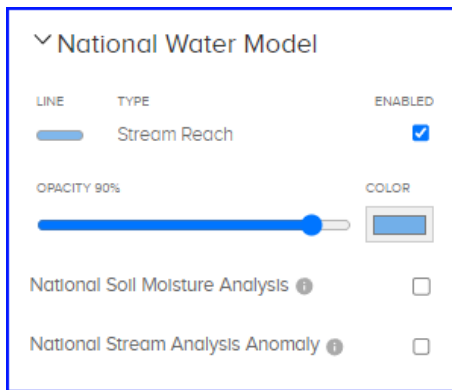 National Water Model
LINE TYPE ENABLED
Stream Reach
OPACITY 90% COLOR
National Soil Moisture Analysis
National Stream Analysis Anomaly